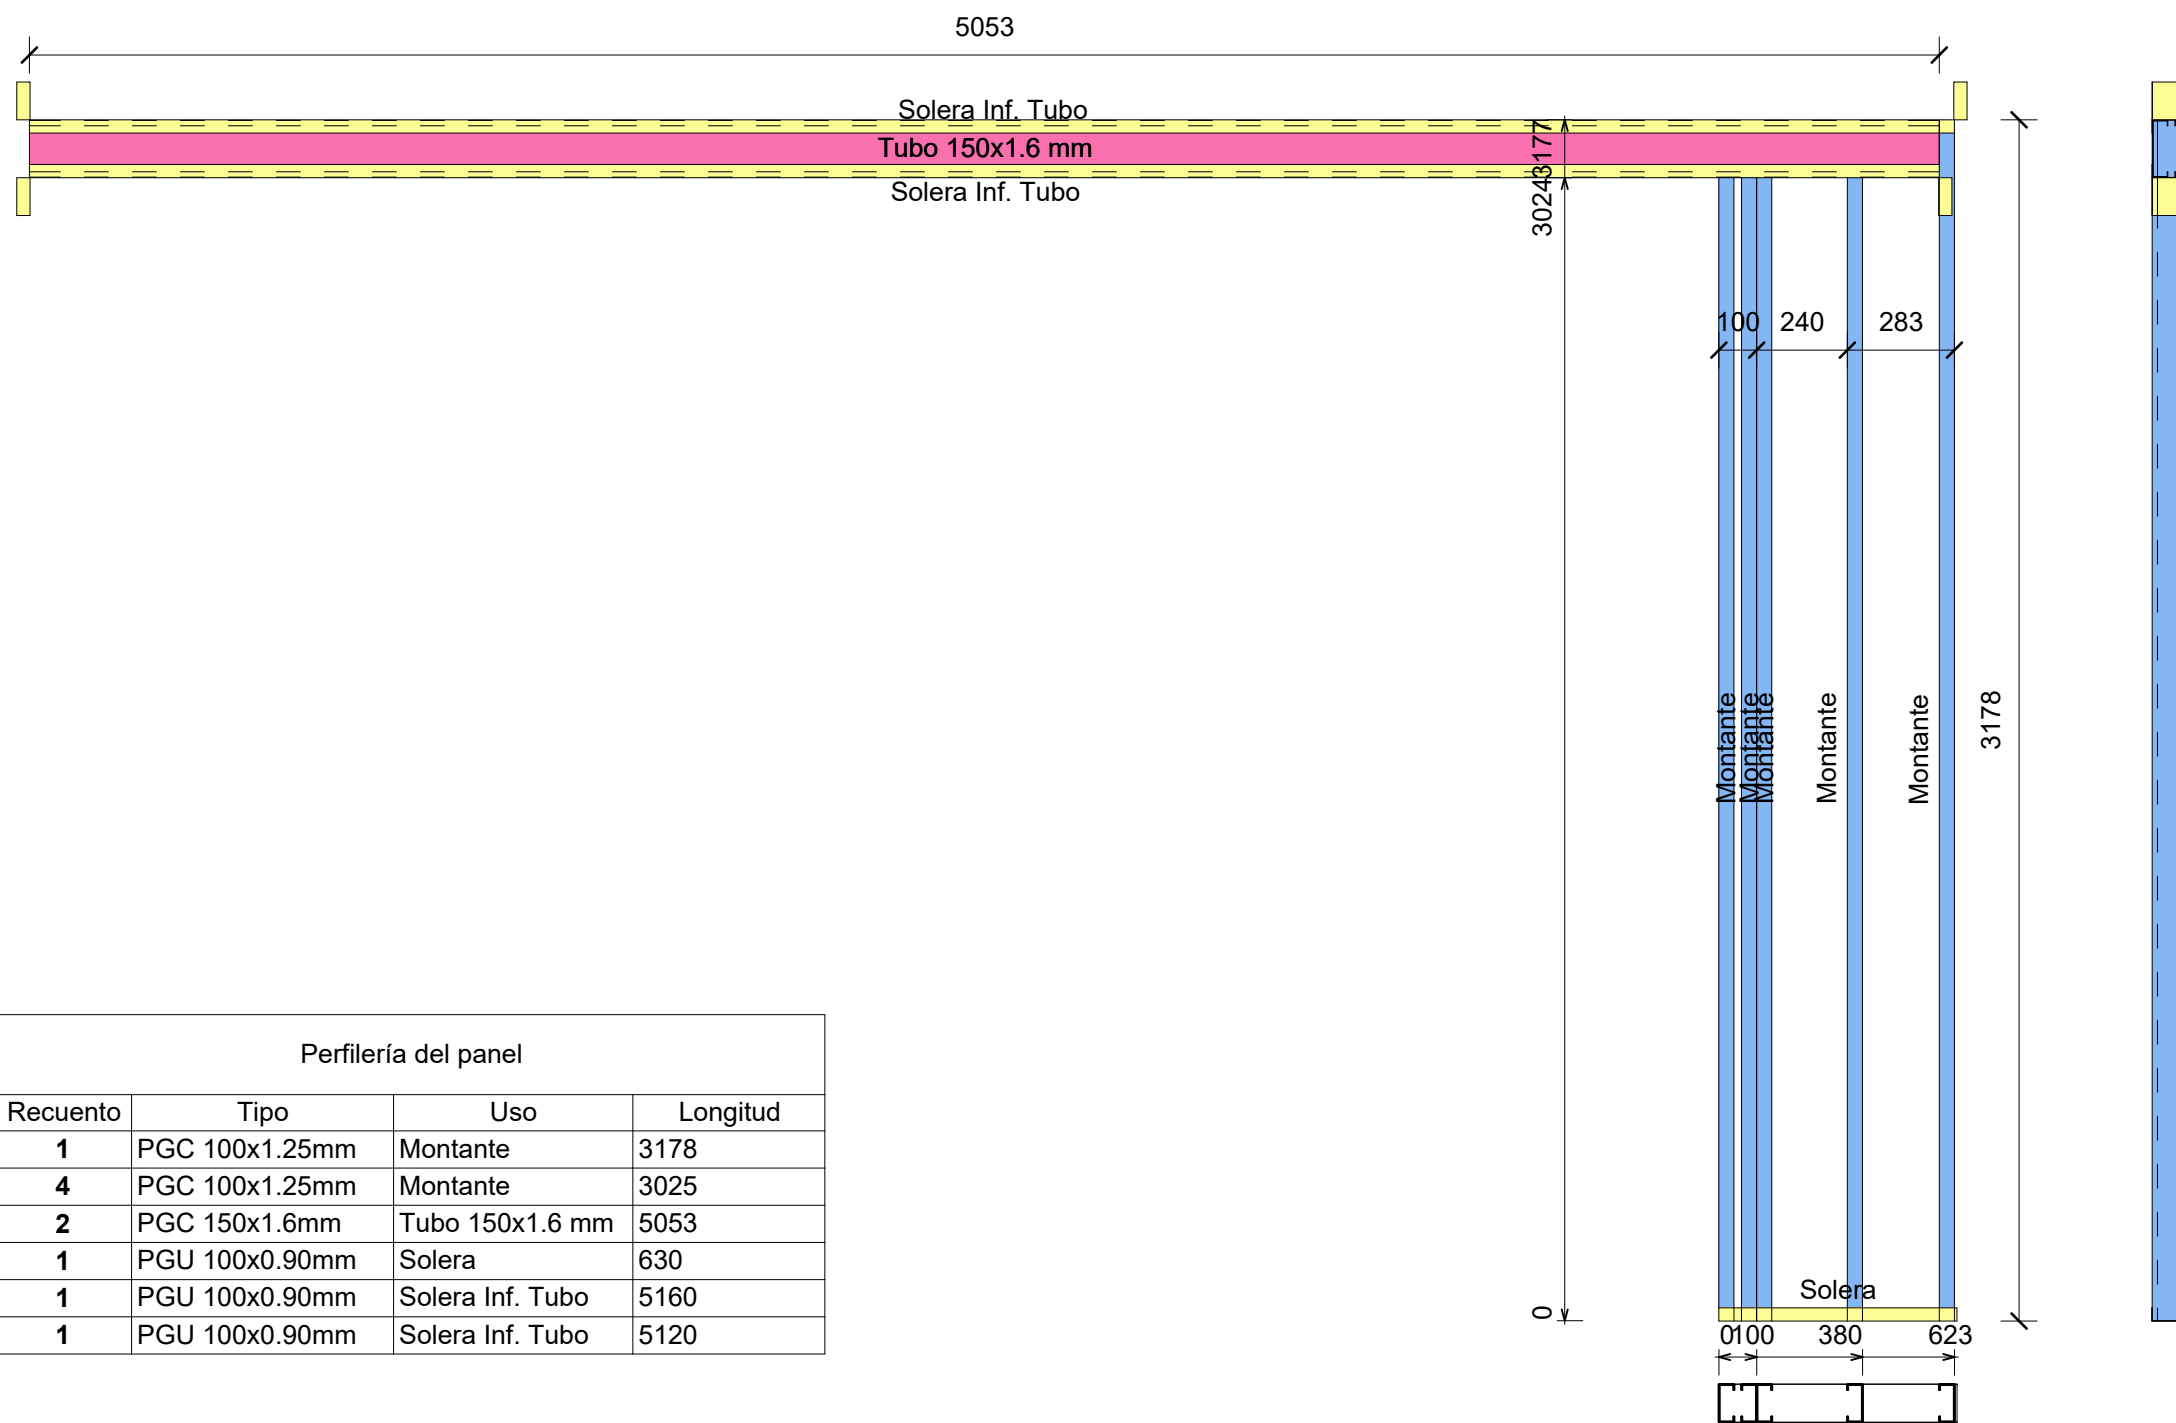 5053
Solera Inf. Tubo
Tubo 150x1.6 mm
Solera Inf. Tubo
3177
3024
100 240 283
Montante
Montante
Montante
Montante
Montante
3178
Solera
0
0 100 380 623
Perfilería del panel
Recuento Tipo Uso Longitud
1 PGC 100x1.25mm Montante 3178
4 PGC 100x1.25mm Montante 3025
2 PGC 150x1.6mm Tubo 150x1.6 mm 5053
1 PGU 100x0.90mm Solera 630
1 PGU 100x0.90mm Solera Inf. Tubo 5160
1 PGU 100x0.90mm Solera Inf. Tubo 5120